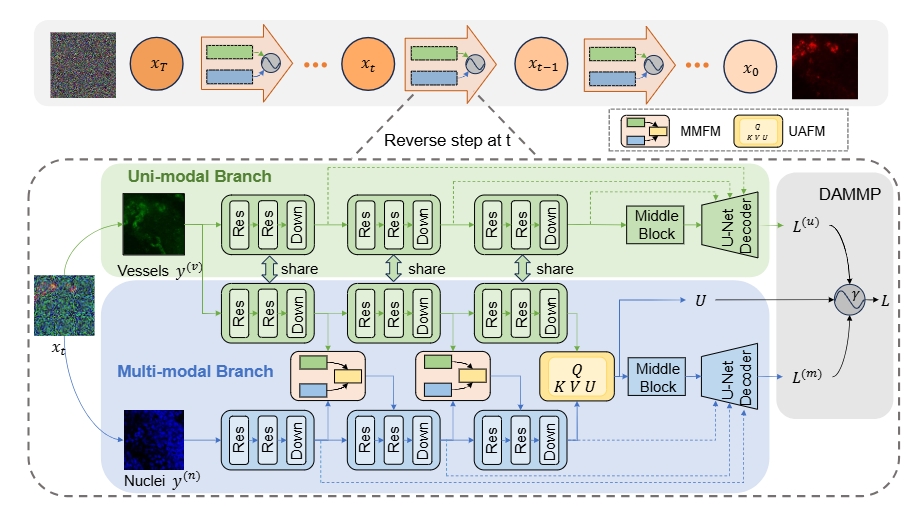 x_T
...
x_t
x_{t−1}
...
x_0
MMFM
Q
K V U
UAFM
Reverse step at t
Uni-modal Branch
DAMMP
Res
Res
Down
Res
Res
Down
Res
Res
Down
Middle
Block
U-Net
Decoder
L^{(u)}
Vessels y^{(v)}
share
share
share
Res
Res
Down
Res
Res
Down
Res
Res
Down
U
γ
L
x_t
Multi-modal Branch
Q
K V U
Middle
Block
U-Net
Decoder
L^{(m)}
Res
Res
Down
Res
Res
Down
Res
Res
Down
Nuclei y^{(n)}